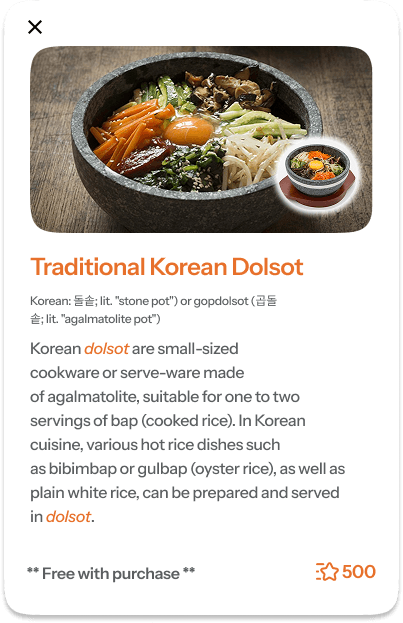 Traditional Korean Dolsot
Korean: 돌솥; lit. "stone pot") or gopdolsot (곱돌
솥; lit. "agalmatolite pot")
Korean dolsot are small-sized
cookware or serve-ware made
of agalmatolite, suitable for one to two
servings of bap (cooked rice). In Korean
cuisine, various hot rice dishes such
as bibimbap or gulbap (oyster rice), as well as
plain white rice, can be prepared and served
in dolsot.
** Free with purchase **
500